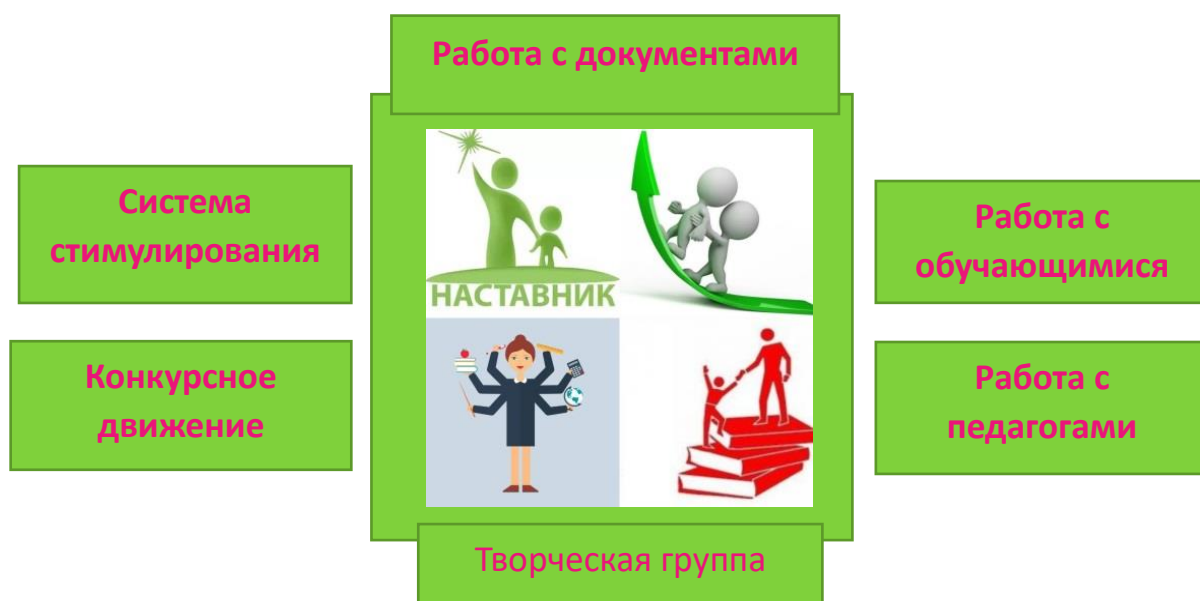 Работа с документами
Система
стимулирования
НАСТАВНИК
Работа с
обучающимися
Конкурсное
движение
Работа с
педагогами
Творческая группа